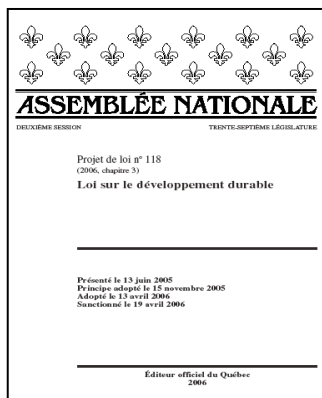 ASSEMBLÉE NATIONALE
DEUXIÈME SESSION TRENTE-SEPTIÈME LÉGISLATURE
Projet de loi n° 118
(2006, chapitre 3)
Loi sur le développement durable
Présenté le 13 juin 2005
Principe adopté le 15 novembre 2005
Adopté le 13 avril 2006
Sanctionné le 19 avril 2006
Éditeur officiel du Québec
2006